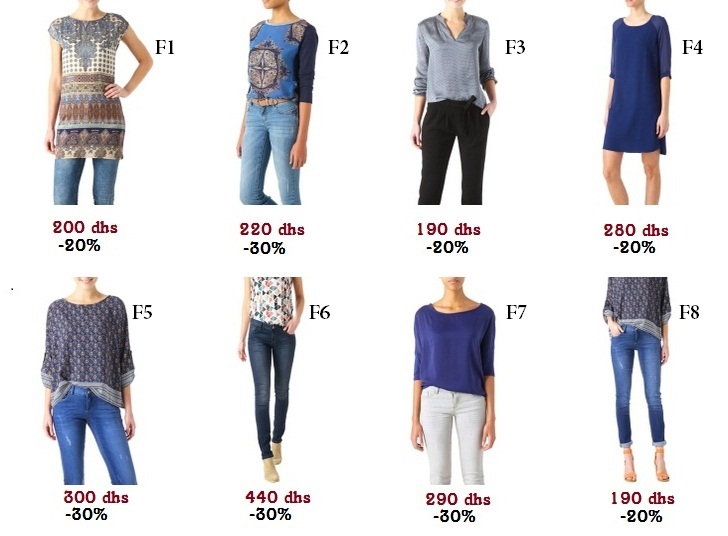 F1
F2
F3
F4
200 dhs
-20%
220 dhs
-30%
190 dhs
-20%
280 dhs
-20%
F5
F6
F7
F8
300 dhs
-30%
440 dhs
-30%
290 dhs
-30%
190 dhs
-20%